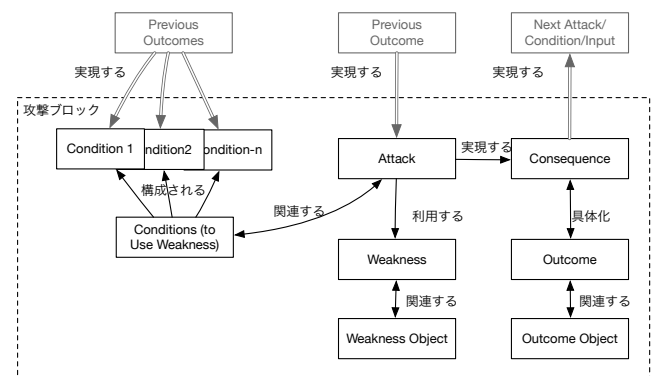 Previous
Outcomes
Previous
Outcome
Next Attack/
Condition/Input
実現する
実現する
実現する
攻撃ブロック
Condition 1
ndition2
ondition-n
Attack
実現する
Consequence
構成される
関連する
利用する
具体化
Conditions (to
Use Weakness)
Weakness
Outcome
関連する
関連する
Weakness Object
Outcome Object